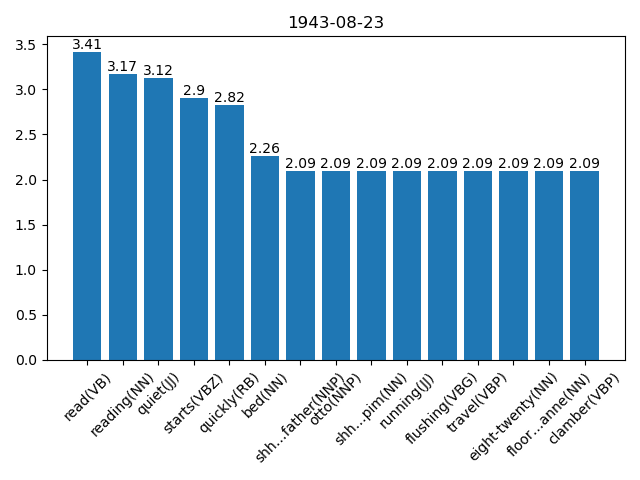 1943-08-23
3.5
3.0
2.5
2.0
1.5
1.0
0.5
0.0
3.41
3.17
3.12
2.9
2.82
2.26
2.09
2.09
2.09
2.09
2.09
2.09
2.09
2.09
2.09
read(VB)
reading(NN)
quiet(JJ)
starts(VBZ)
quickly(RB)
bed(NN)
shh...father(NNP)
otto(NNP)
shh...pim(NN)
running(JJ)
flushing(VBG)
travel(VBP)
eight-twenty(NN)
floor...anne(NN)
clamber(VBP)